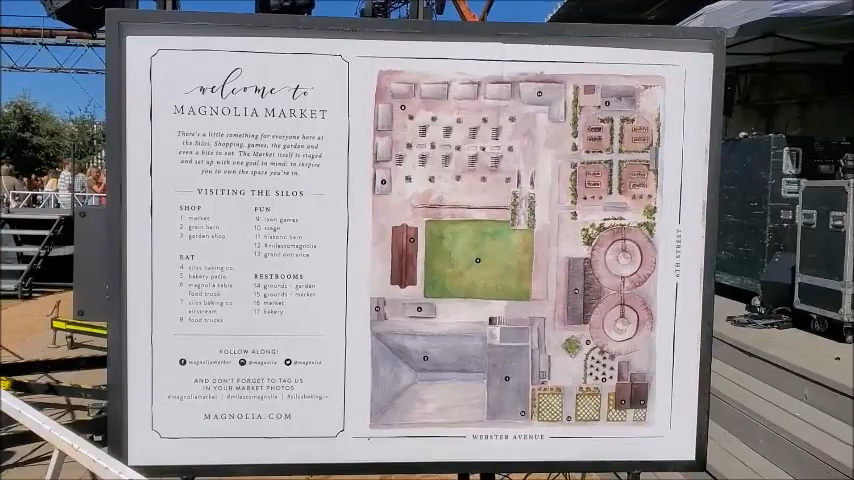 welcome to
MAGNOLIA MARKET
There's a little something for everyone here at
the Silos. Shopping, games, the garden and
even a bite to eat. The Market itself is staged
and set up with one goal in mind: to inspire
you to own the space you're in.
VISITING THE SILOS
SHOP
1 market
2 grain barn
3 garden shop
EAT
4 silos baking co.
5 bakery patio
6 magnolia table
food truck
7 silos baking co
airstream
8 food trucks
FUN
9 lawn games
10 stage
11 historic barn
12 #milestomagnolia
13 grand entrance
RESTROOMS
14 grounds - garden
15 grounds - market
16 market
17 bakery
FOLLOW ALONG!
@magnoliamarket @magnolia @magnolia
AND DON'T FORGET TO TAG US
IN YOUR MARKET PHOTOS
#magnoliamarket | #milestomagnolia | #silosbakingco
MAGNOLIA.COM
6TH STREET
WEBSTER AVENUE